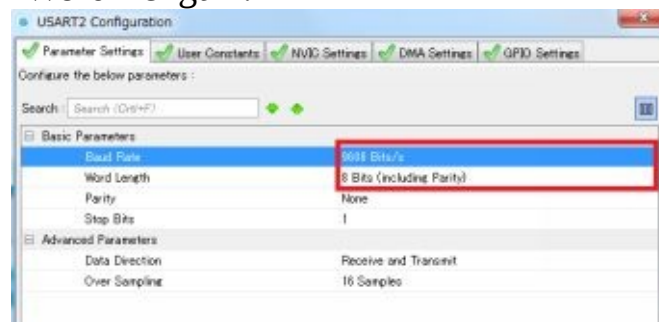 USART2 Configuration
Parameter Settings User Constants NVIC Settings DMA Settings GPIO Settings
Configure the below parameters :
Search : Search (Crtl+F)
Basic Parameters
Baud Rate 9600 Bits/s
Word Length 8 Bits (including Parity)
Parity None
Stop Bits 1
Advanced Parameters
Data Direction Receive and Transmit
Over Sampling 16 Samples